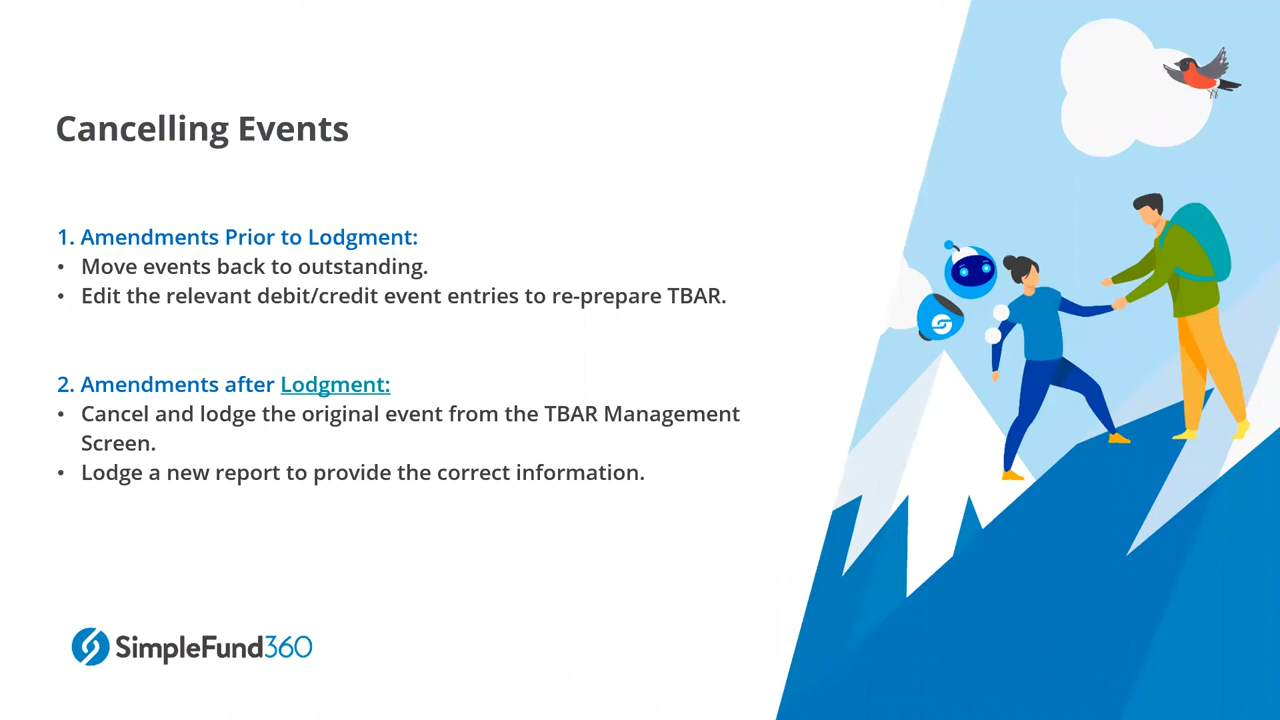 Cancelling Events
1. Amendments Prior to Lodgment:
• Move events back to outstanding.
• Edit the relevant debit/credit event entries to re-prepare TBAR.
2. Amendments after Lodgment:
• Cancel and lodge the original event from the TBAR Management
Screen.
• Lodge a new report to provide the correct information.
SimpleFund360